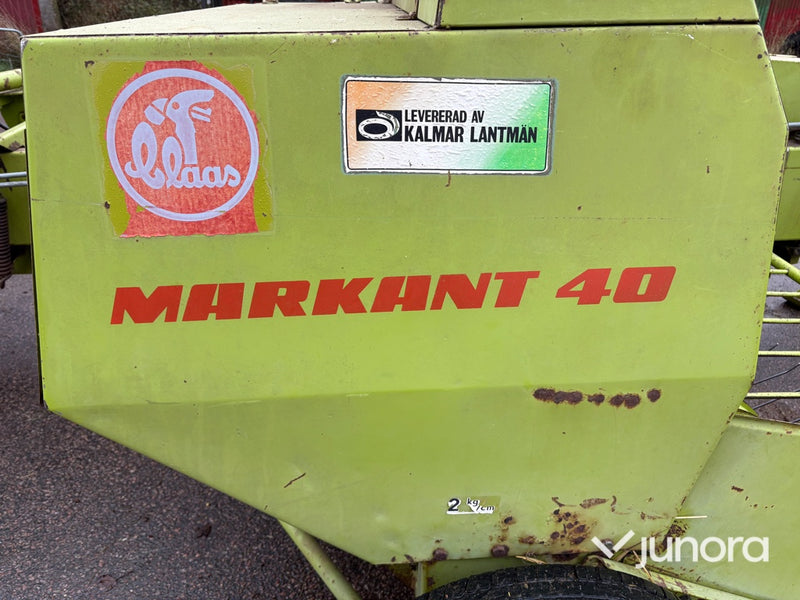 Claas
LEVERERAD AV
KALMAR LANTMÄN
MARKANT 40
2 kg/cm
junora